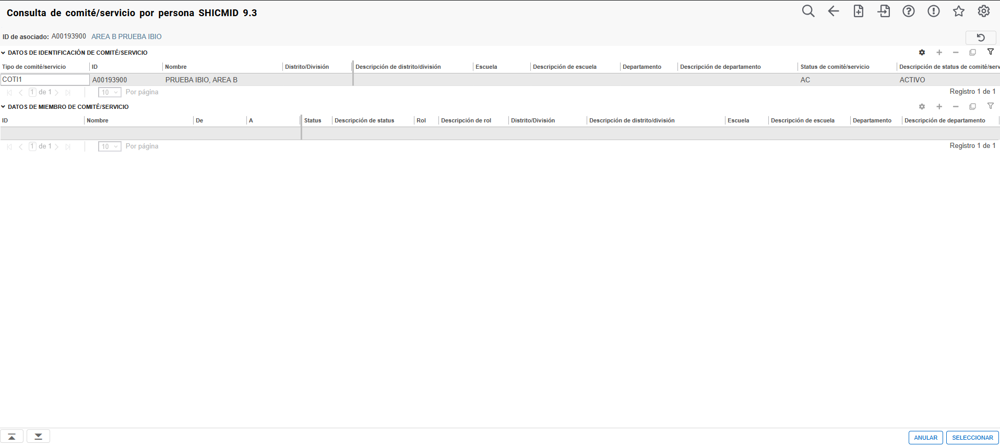 Consulta de comité/servicio por persona SHICMID 9.3
ID de asociado: A00193900 AREA B PRUEBA IBIO
DATOS DE IDENTIFICACIÓN DE COMITÉ/SERVICIO
Tipo de comité/servicio ID Nombre Distrito/División Descripción de distrito/división Escuela Descripción de escuela Departamento Descripción de departamento Status de comité/servicio Descripción de status de comité/serv
COTI1 A00193900 PRUEBA IBIO, AREA B AC ACTIVO
1 de 1 10 Por página Registro 1 de 1
DATOS DE MIEMBRO DE COMITÉ/SERVICIO
ID Nombre De A Status Descripción de status Rol Descripción de rol Distrito/División Descripción de distrito/división Escuela Descripción de escuela Departamento Descripción de departamento
1 de 1 10 Por página Registro 1 de 1
ANULAR SELECCIONAR